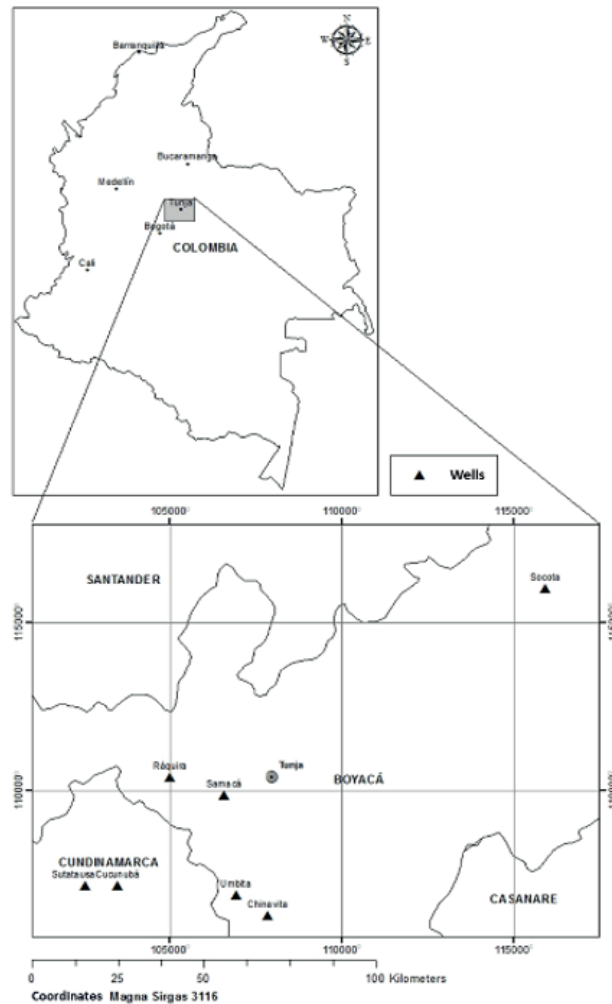 N
W E
S
Barranquilla
Bucaramanga
Medellín
Tunja
Bogotá
COLOMBIA
Cali
▲ Wells
105000 110000 115000
SANTANDER
Socota
115000
Ráquira
Tunja
BOYACÁ
Samacá
110000 110000
CUNDINAMARCA
Sutatausa Cucunubá
Umbita
CASANARE
Chinavita
105000 110000 115000
0 25 50 100 Kilometers
Coordinates Magna Sirgas 3116